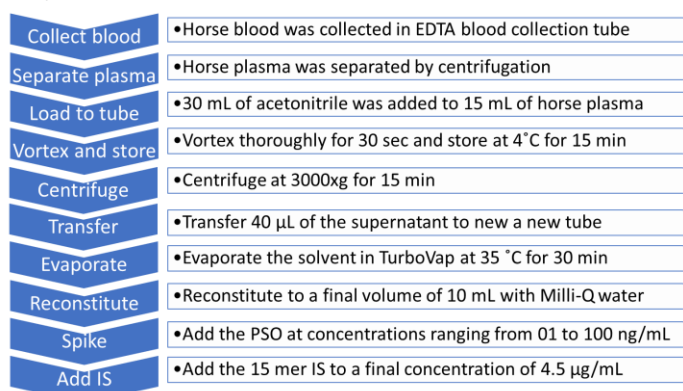 Collect blood
•Horse blood was collected in EDTA blood collection tube
Separate plasma
•Horse plasma was separated by centrifugation
Load to tube
•30 mL of acetonitrile was added to 15 mL of horse plasma
Vortex and store
•Vortex thoroughly for 30 sec and store at 4˚C for 15 min
Centrifuge
•Centrifuge at 3000xg for 15 min
Transfer
•Transfer 40 µL of the supernatant to new a new tube
Evaporate
•Evaporate the solvent in TurboVap at 35 ˚C for 30 min
Reconstitute
•Reconstitute to a final volume of 10 mL with Milli-Q water
Spike
•Add the PSO at concentrations ranging from 01 to 100 ng/mL
Add IS
•Add the 15 mer IS to a final concentration of 4.5 µg/mL